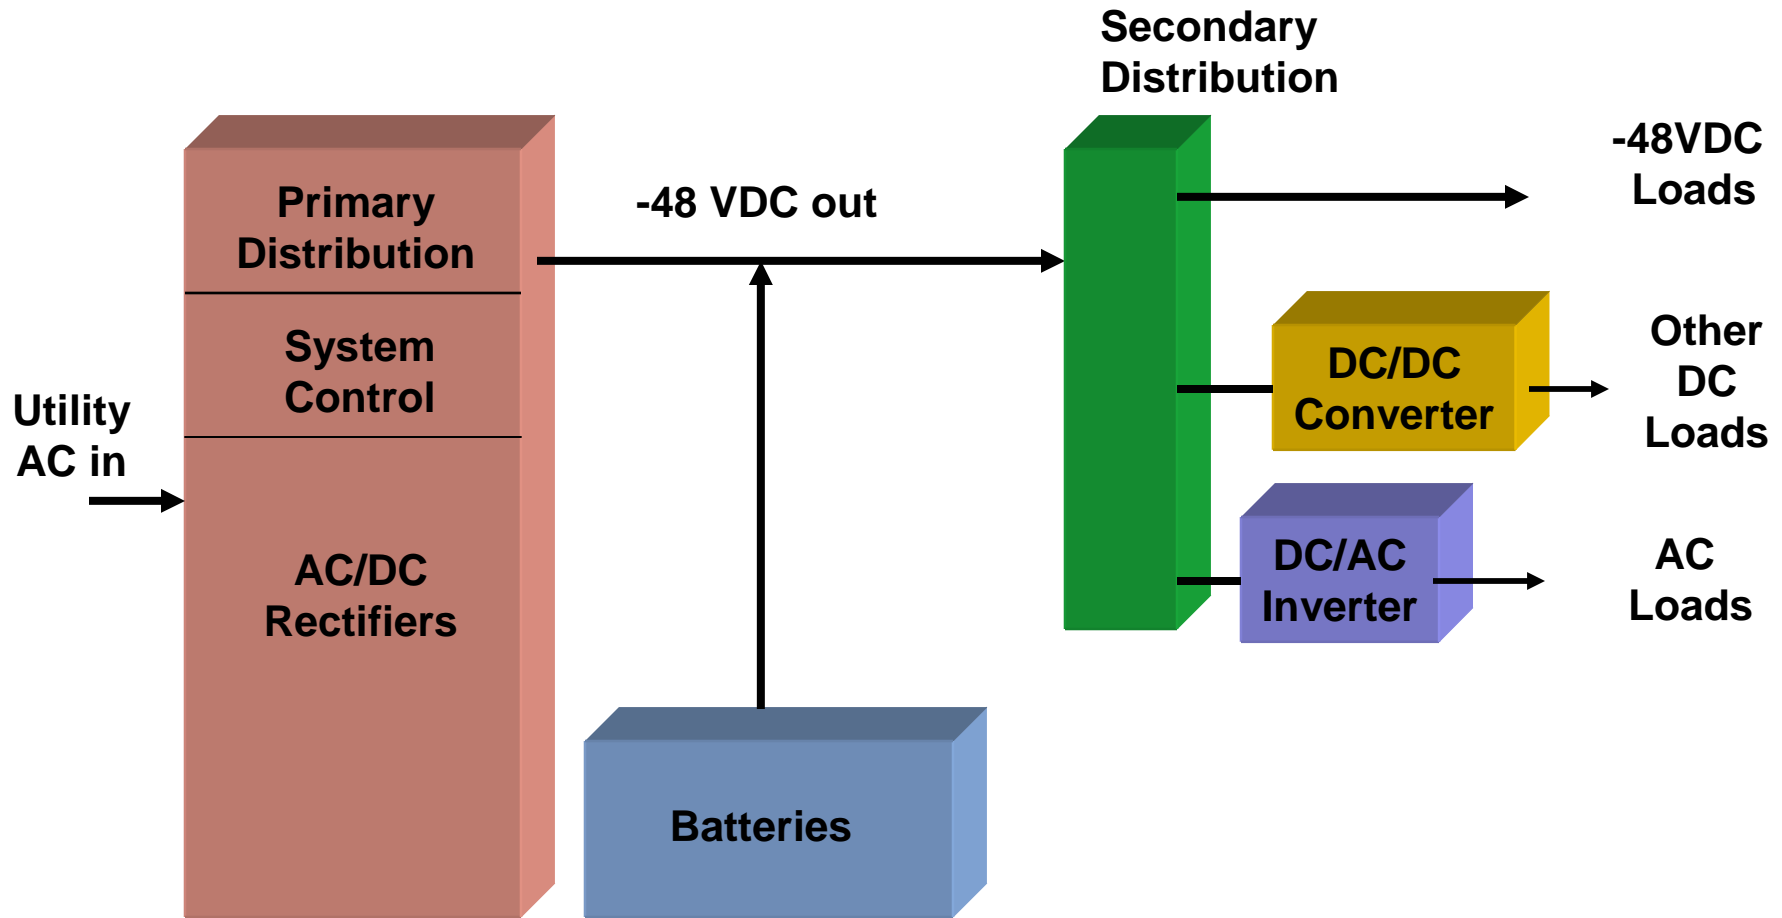 Secondary
Distribution
-48VDC
Loads
Primary
Distribution
-48 VDC out
System
Control
Other
DC
Loads
DC/DC
Converter
Utility
AC in
AC/DC
Rectifiers
DC/AC
Inverter
AC
Loads
Batteries